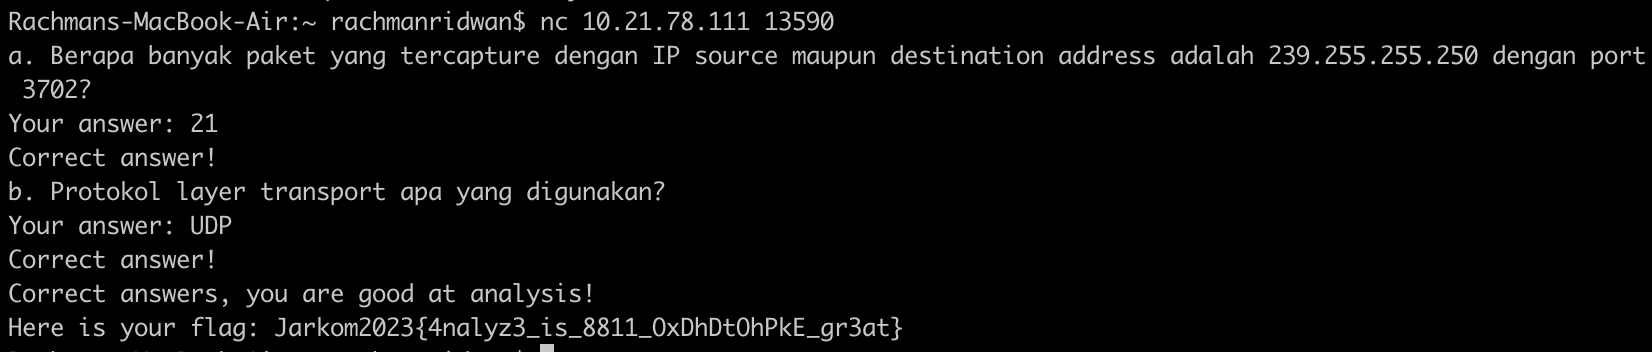 Rachmans-MacBook-Air:~ rachmanridwan$ nc 10.21.78.111 13590
a. Berapa banyak paket yang tercapture dengan IP source maupun destination address adalah 239.255.255.250 dengan port
 3702?
Your answer: 21
Correct answer!
b. Protokol layer transport apa yang digunakan?
Your answer: UDP
Correct answer!
Correct answers, you are good at analysis!
Here is your flag: Jarkom2023{4nalyz3_is_8811_OxDhDtOhPkE_gr3at}